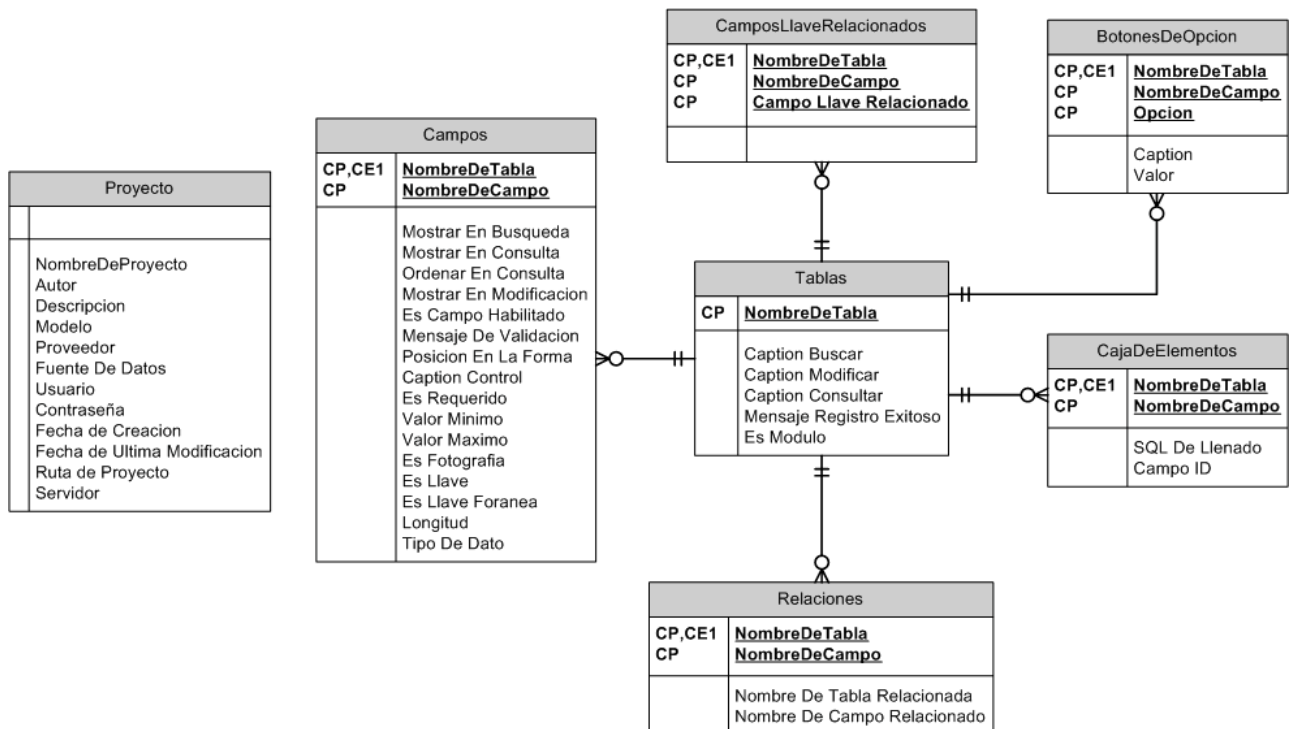 CamposLlaveRelacionados
CP,CE1 NombreDeTabla
CP NombreDeCampo
CP Campo Llave Relacionado
BotonesDeOpcion
CP,CE1 NombreDeTabla
CP NombreDeCampo
CP Opcion
Caption
Valor
Campos
CP,CE1 NombreDeTabla
CP NombreDeCampo
Mostrar En Busqueda
Mostrar En Consulta
Ordenar En Consulta
Mostrar En Modificacion
Es Campo Habilitado
Mensaje De Validacion
Posicion En La Forma
Caption Control
Es Requerido
Valor Minimo
Valor Maximo
Es Fotografia
Es Llave
Es Llave Foranea
Longitud
Tipo De Dato
Proyecto
NombreDeProyecto
Autor
Descripcion
Modelo
Proveedor
Fuente De Datos
Usuario
Contraseña
Fecha de Creacion
Fecha de Ultima Modificacion
Ruta de Proyecto
Servidor
Tablas
CP NombreDeTabla
Caption Buscar
Caption Modificar
Caption Consultar
Mensaje Registro Exitoso
Es Modulo
CajaDeElementos
CP,CE1 NombreDeTabla
CP NombreDeCampo
SQL De Llenado
Campo ID
Relaciones
CP,CE1 NombreDeTabla
CP NombreDeCampo
Nombre De Tabla Relacionada
Nombre De Campo Relacionado